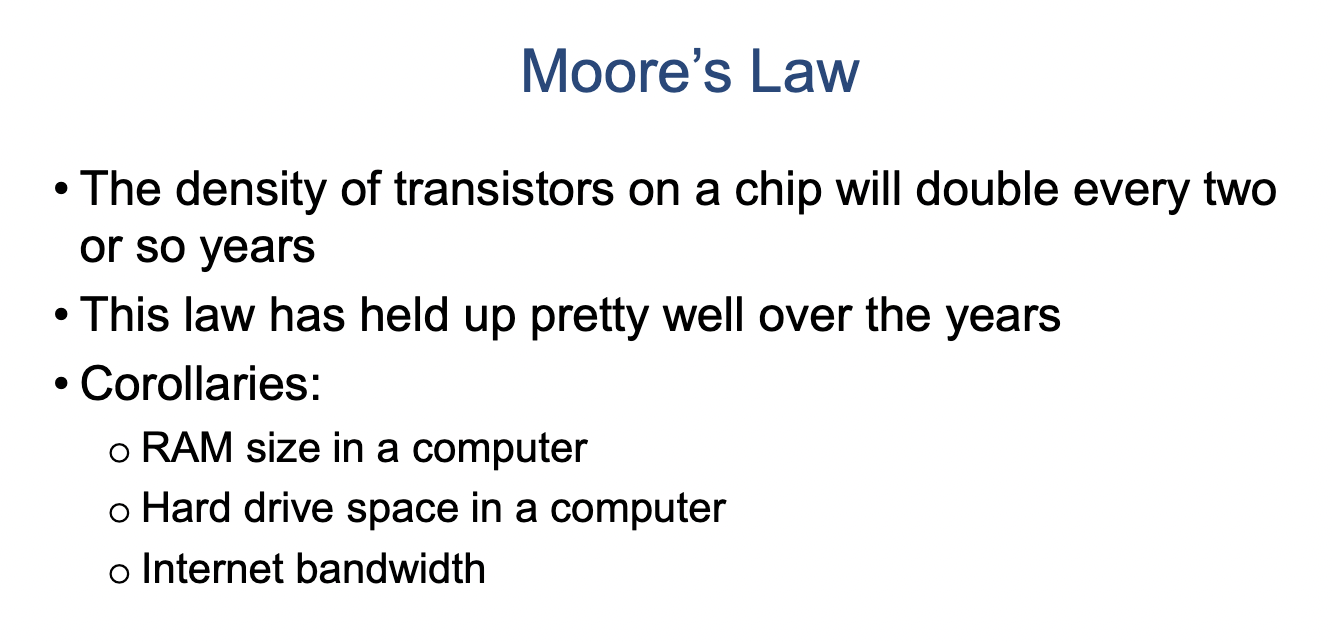 Moore’s Law
• The density of transistors on a chip will double every two
or so years
• This law has held up pretty well over the years
• Corollaries:
o RAM size in a computer
o Hard drive space in a computer
o Internet bandwidth